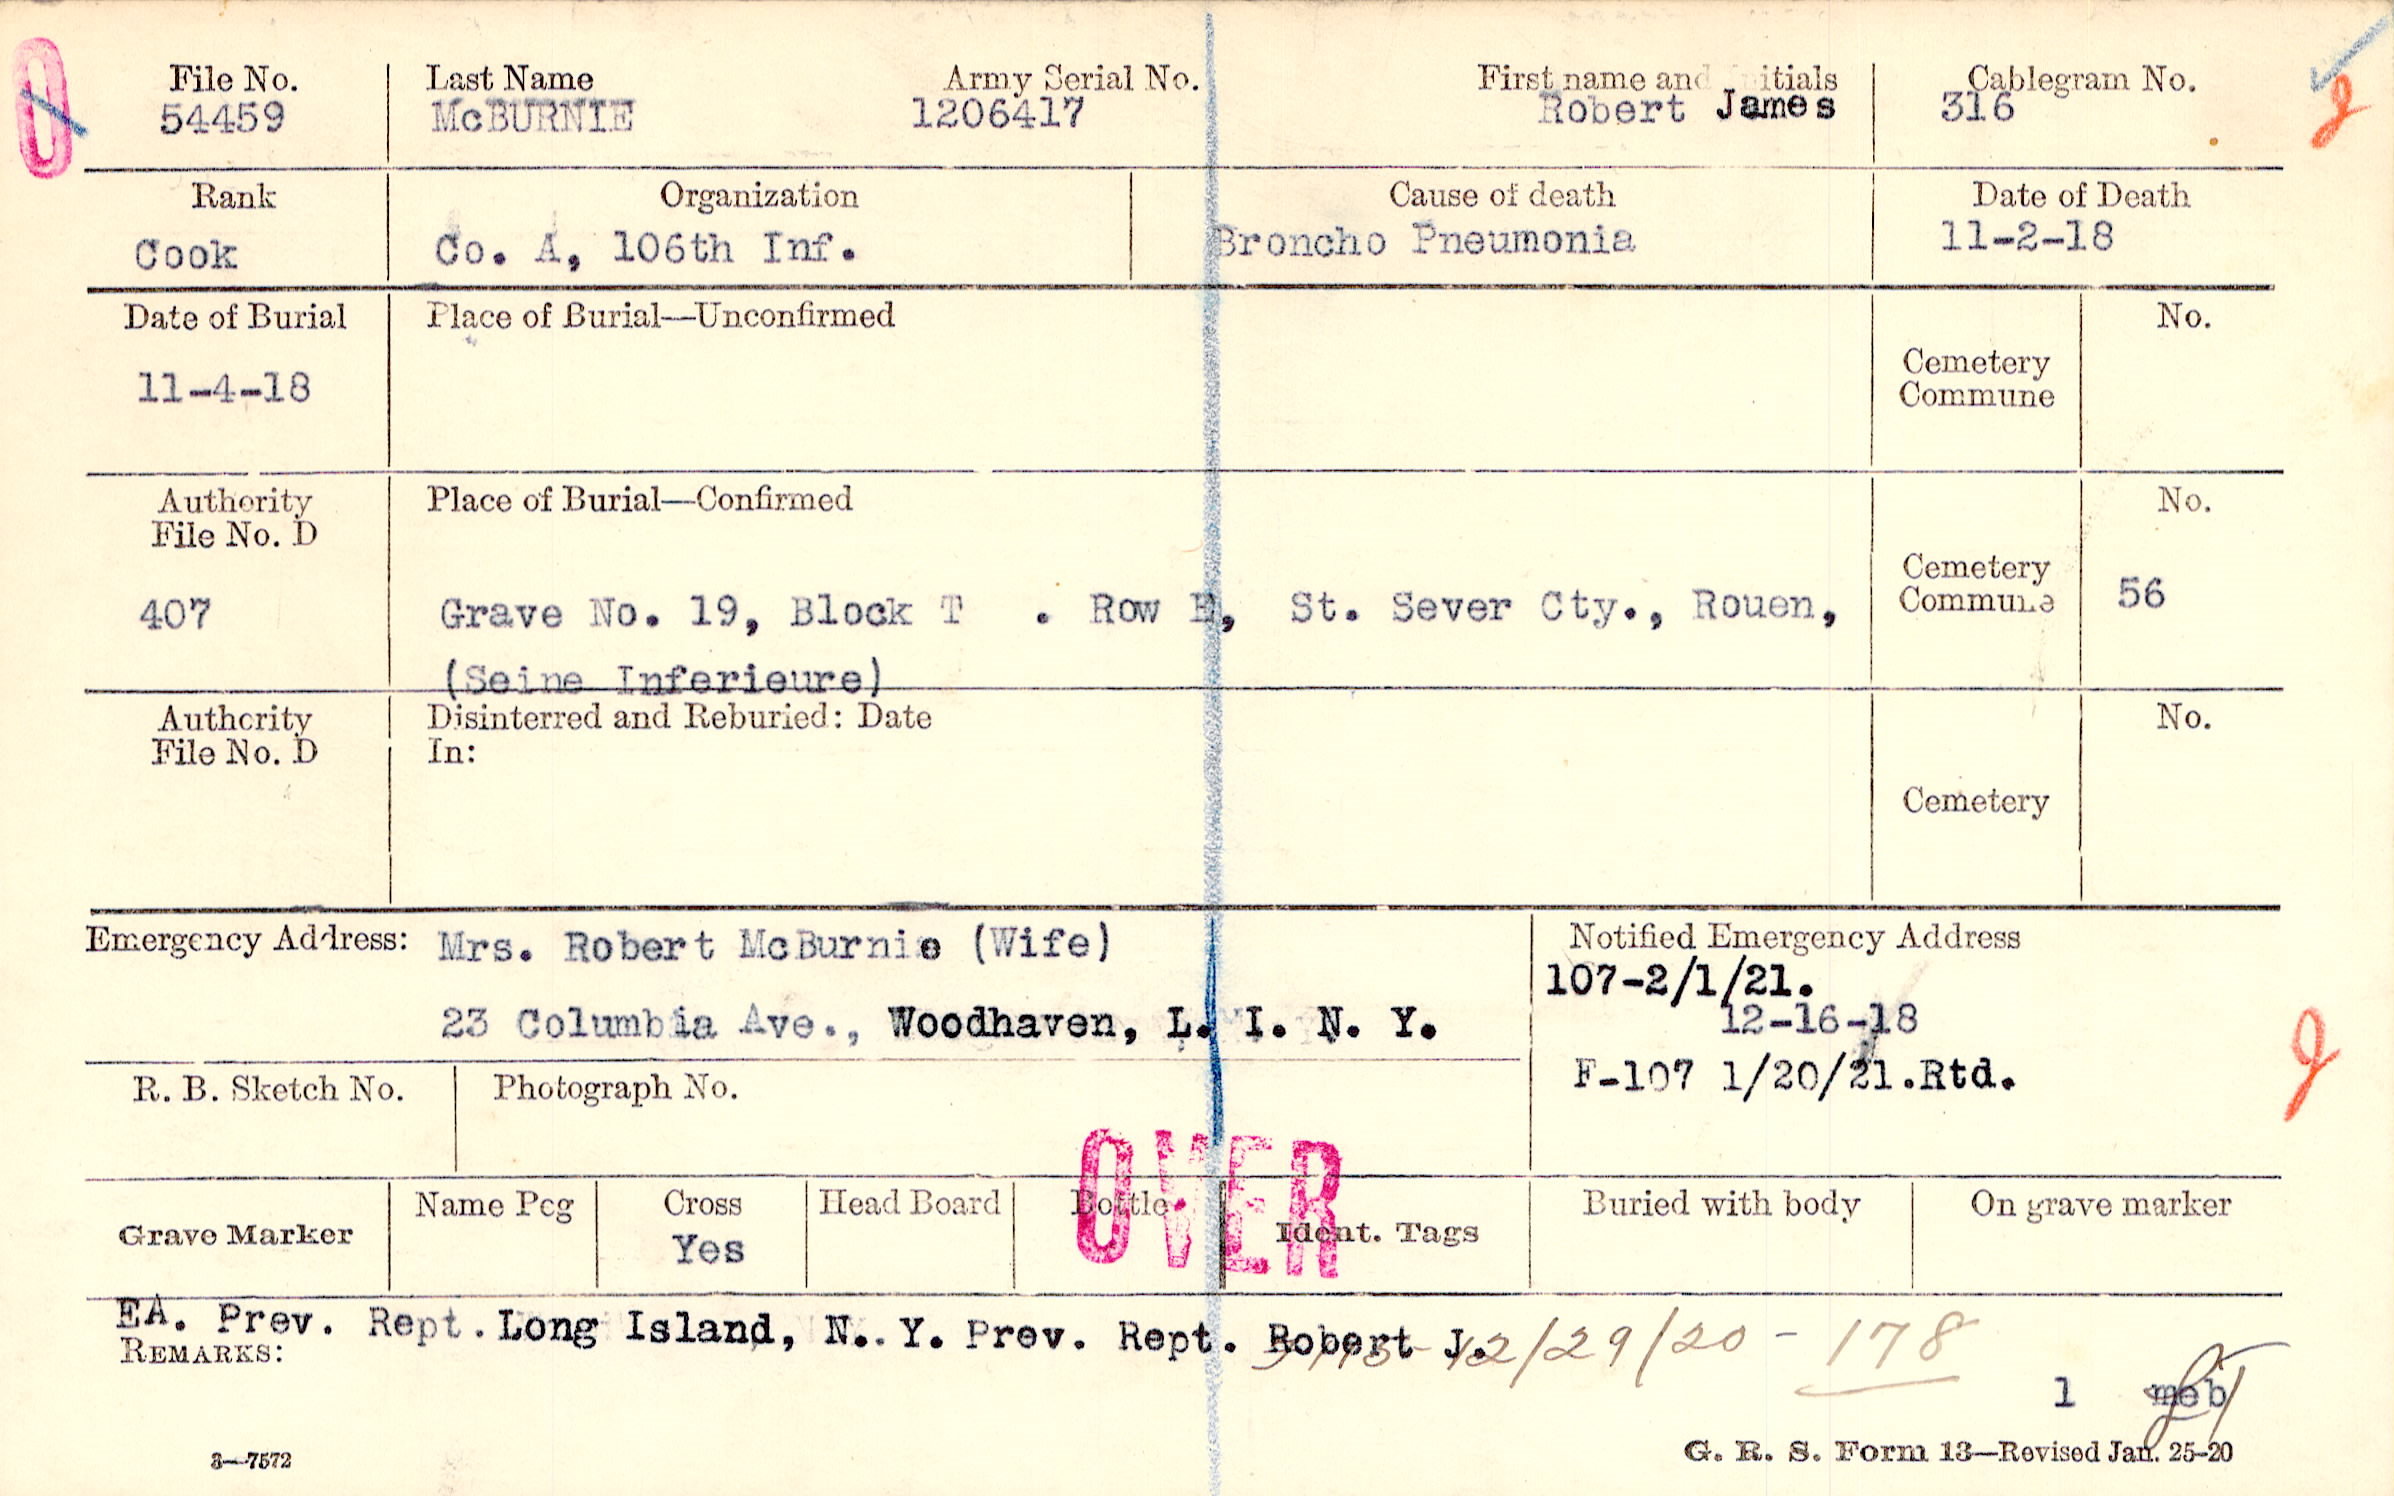 File No. Last Name Army Serial No. First name and Initials Cablegram No.
54459 McBURNIE 1206417 Robert James 316
Rank Organization Cause of death Date of Death
Cook Co. A, 106th Inf. Broncho Pneumonia 11-2-18
Date of Burial Place of Burial—Unconfirmed No.
11-4-18
Cemetery
Commune
Authority Place of Burial—Confirmed No.
File No. D
407 Grave No. 19, Block T . Row E, St. Sever Cty., Rouen,
(Seine Inferieure)
Cemetery
Commune
56
Authority Disinterred and Reburied: Date No.
File No. D In:
Cemetery
Emergency Address: Mrs. Robert McBurnie (Wife)
23 Columbia Ave., Woodhaven, L. I. N. Y.
Notified Emergency Address
107-2/1/21.
12-16-18
F-107 1/20/21.Rtd.
R. B. Sketch No. Photograph No.
OVER
Grave Marker Name Peg Cross Head Board Bottle Ident. Tags Buried with body On grave marker
Yes
EA. Prev. Rept. Long Island, N. Y. Prev. Rept. Robert J. 12/29/20 - 178
REMARKS:
1 meb
3—7572 G. R. S. Form 13—Revised Jan. 25-20